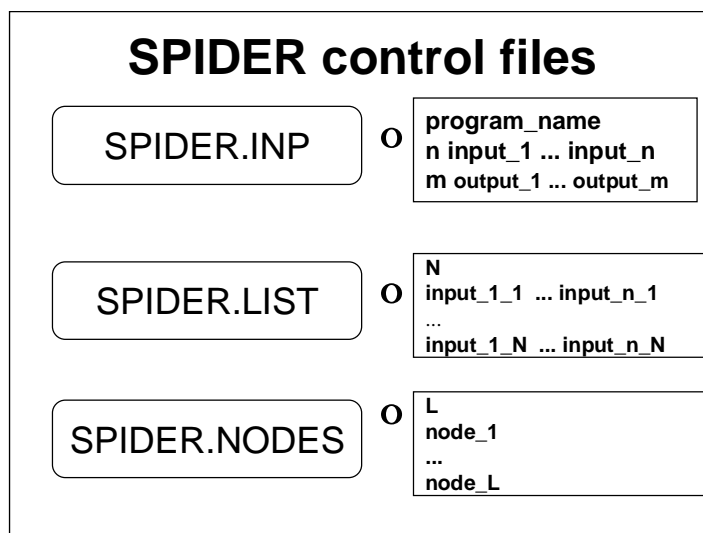 SPIDER control files
SPIDER.INP
O
program_name
n input_1 ... input_n
m output_1 ... output_m
SPIDER.LIST
O
N
input_1_1 ... input_n_1
...
input_1_N ... input_n_N
SPIDER.NODES
O
L
node_1
...
node_L